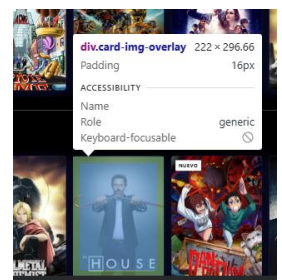 div.card-img-overlay 222 × 296.66
Padding 16px
ACCESSIBILITY
Name
Role generic
Keyboard-focusable
NUEVO
HOUSE